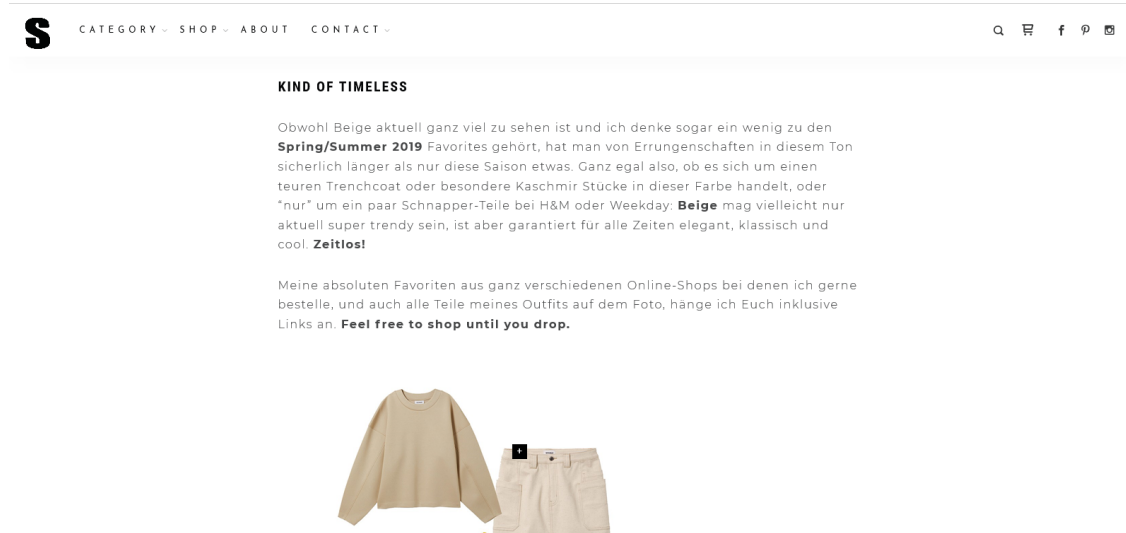 S
CATEGORY SHOP ABOUT CONTACT
KIND OF TIMELESS
Obwohl Beige aktuell ganz viel zu sehen ist und ich denke sogar ein wenig zu den
Spring/Summer 2019 Favorites gehört, hat man von Errungenschaften in diesem Ton
sicherlich länger als nur diese Saison etwas. Ganz egal also, ob es sich um einen
teuren Trenchcoat oder besondere Kaschmir Stücke in dieser Farbe handelt, oder
“nur” um ein paar Schnapper-Teile bei H&M oder Weekday: Beige mag vielleicht nur
aktuell super trendy sein, ist aber garantiert für alle Zeiten elegant, klassisch und
cool. Zeitlos!
Meine absoluten Favoriten aus ganz verschiedenen Online-Shops bei denen ich gerne
bestelle, und auch alle Teile meines Outfits auf dem Foto, hänge ich Euch inklusive
Links an. Feel free to shop until you drop.
+